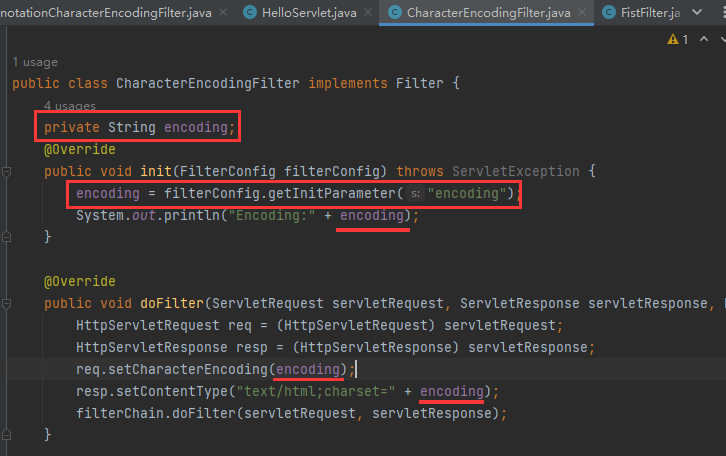 notationCharacterEncodingFilter.java HelloServlet.java CharacterEncodingFilter.java FistFilter.ja
1 usage 1
public class CharacterEncodingFilter implements Filter {
4 usages
private String encoding;
@Override
public void init(FilterConfig filterConfig) throws ServletException {
encoding = filterConfig.getInitParameter( s: "encoding");
System.out.println("Encoding:" + encoding);
}
@Override
public void doFilter(ServletRequest servletRequest, ServletResponse servletResponse,
HttpServletRequest req = (HttpServletRequest) servletRequest;
HttpServletResponse resp = (HttpServletResponse) servletResponse;
req.setCharacterEncoding(encoding);
resp.setContentType("text/html;charset=" + encoding);
filterChain.doFilter(servletRequest, servletResponse);
}